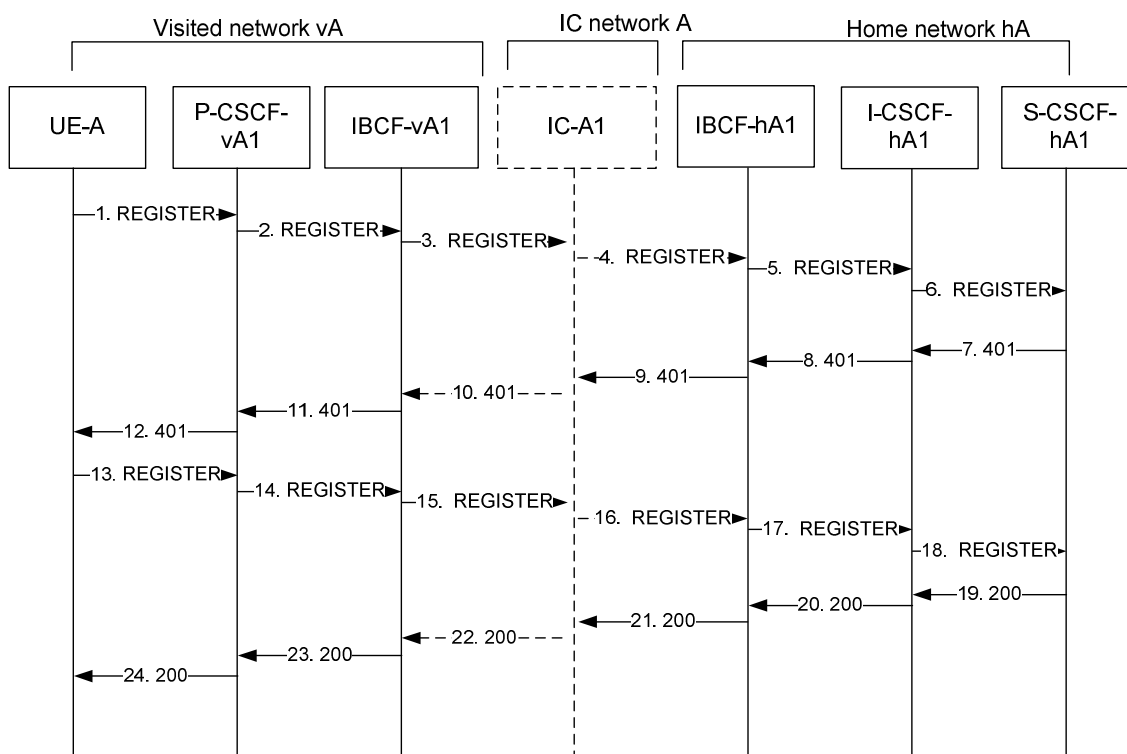 Visited network vA
IC network A
Home network hA
UE-A
P-CSCF-
vA1
IBCF-vA1
IC-A1
IBCF-hA1
I-CSCF-
hA1
S-CSCF-
hA1
1. REGISTER
2. REGISTER
3. REGISTER
4. REGISTER
5. REGISTER
6. REGISTER
7. 401
8. 401
9. 401
10. 401
11. 401
12. 401
13. REGISTER
14. REGISTER
15. REGISTER
16. REGISTER
17. REGISTER
18. REGISTER
19. 200
20. 200
21. 200
22. 200
23. 200
24. 200